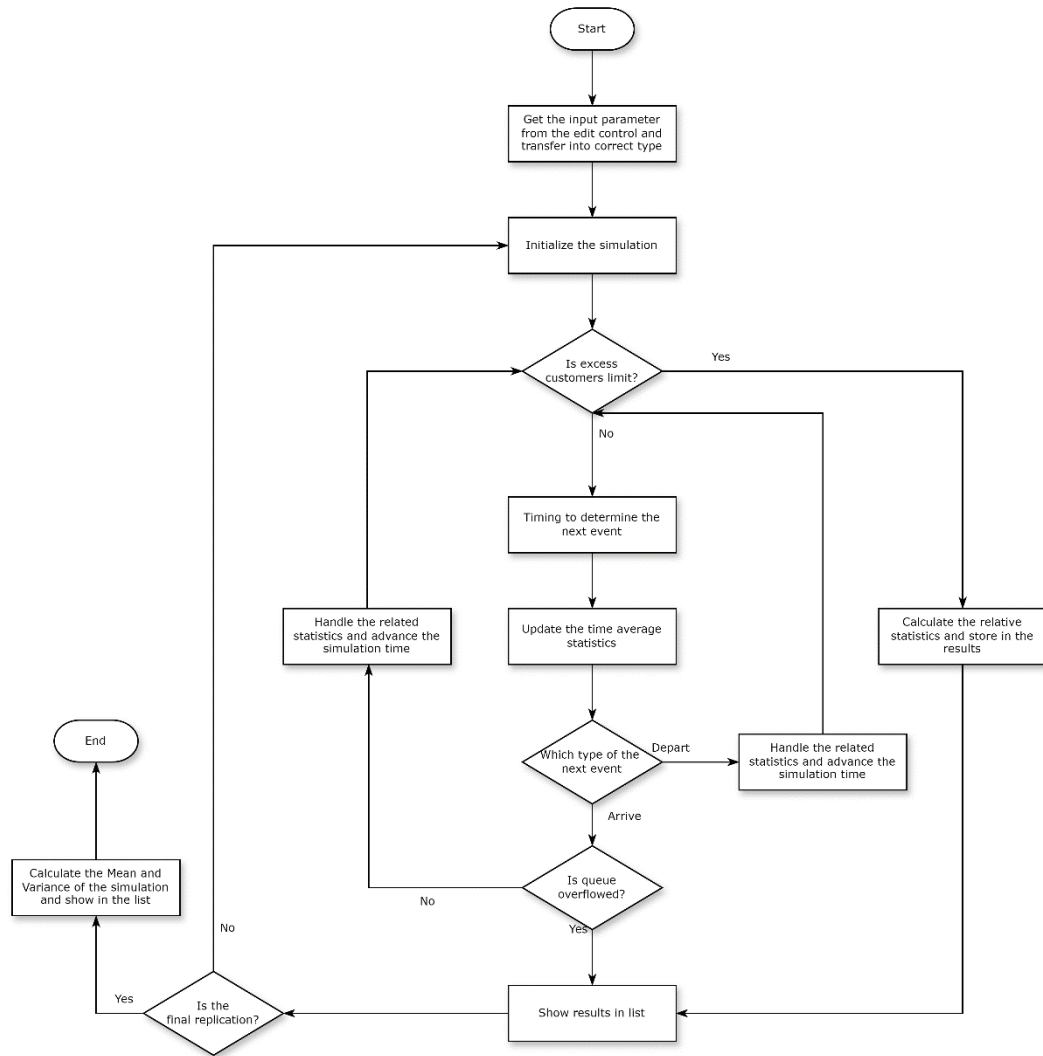 Start
Get the input parameter
from the edit control and
transfer into correct type
Initialize the simulation
Is excess
customers limit?
Yes
No
Timing to determine the
next event
Handle the related
statistics and advance the
simulation time
Update the time average
statistics
Calculate the relative
statistics and store in the
results
End
Which type of the
next event
Depart
Handle the related
statistics and advance the
simulation time
Arrive
Calculate the Mean and
Variance of the simulation
and show in the list
Is queue
overflowed?
No
Yes
No
Is the
final replication?
Yes
Show results in list